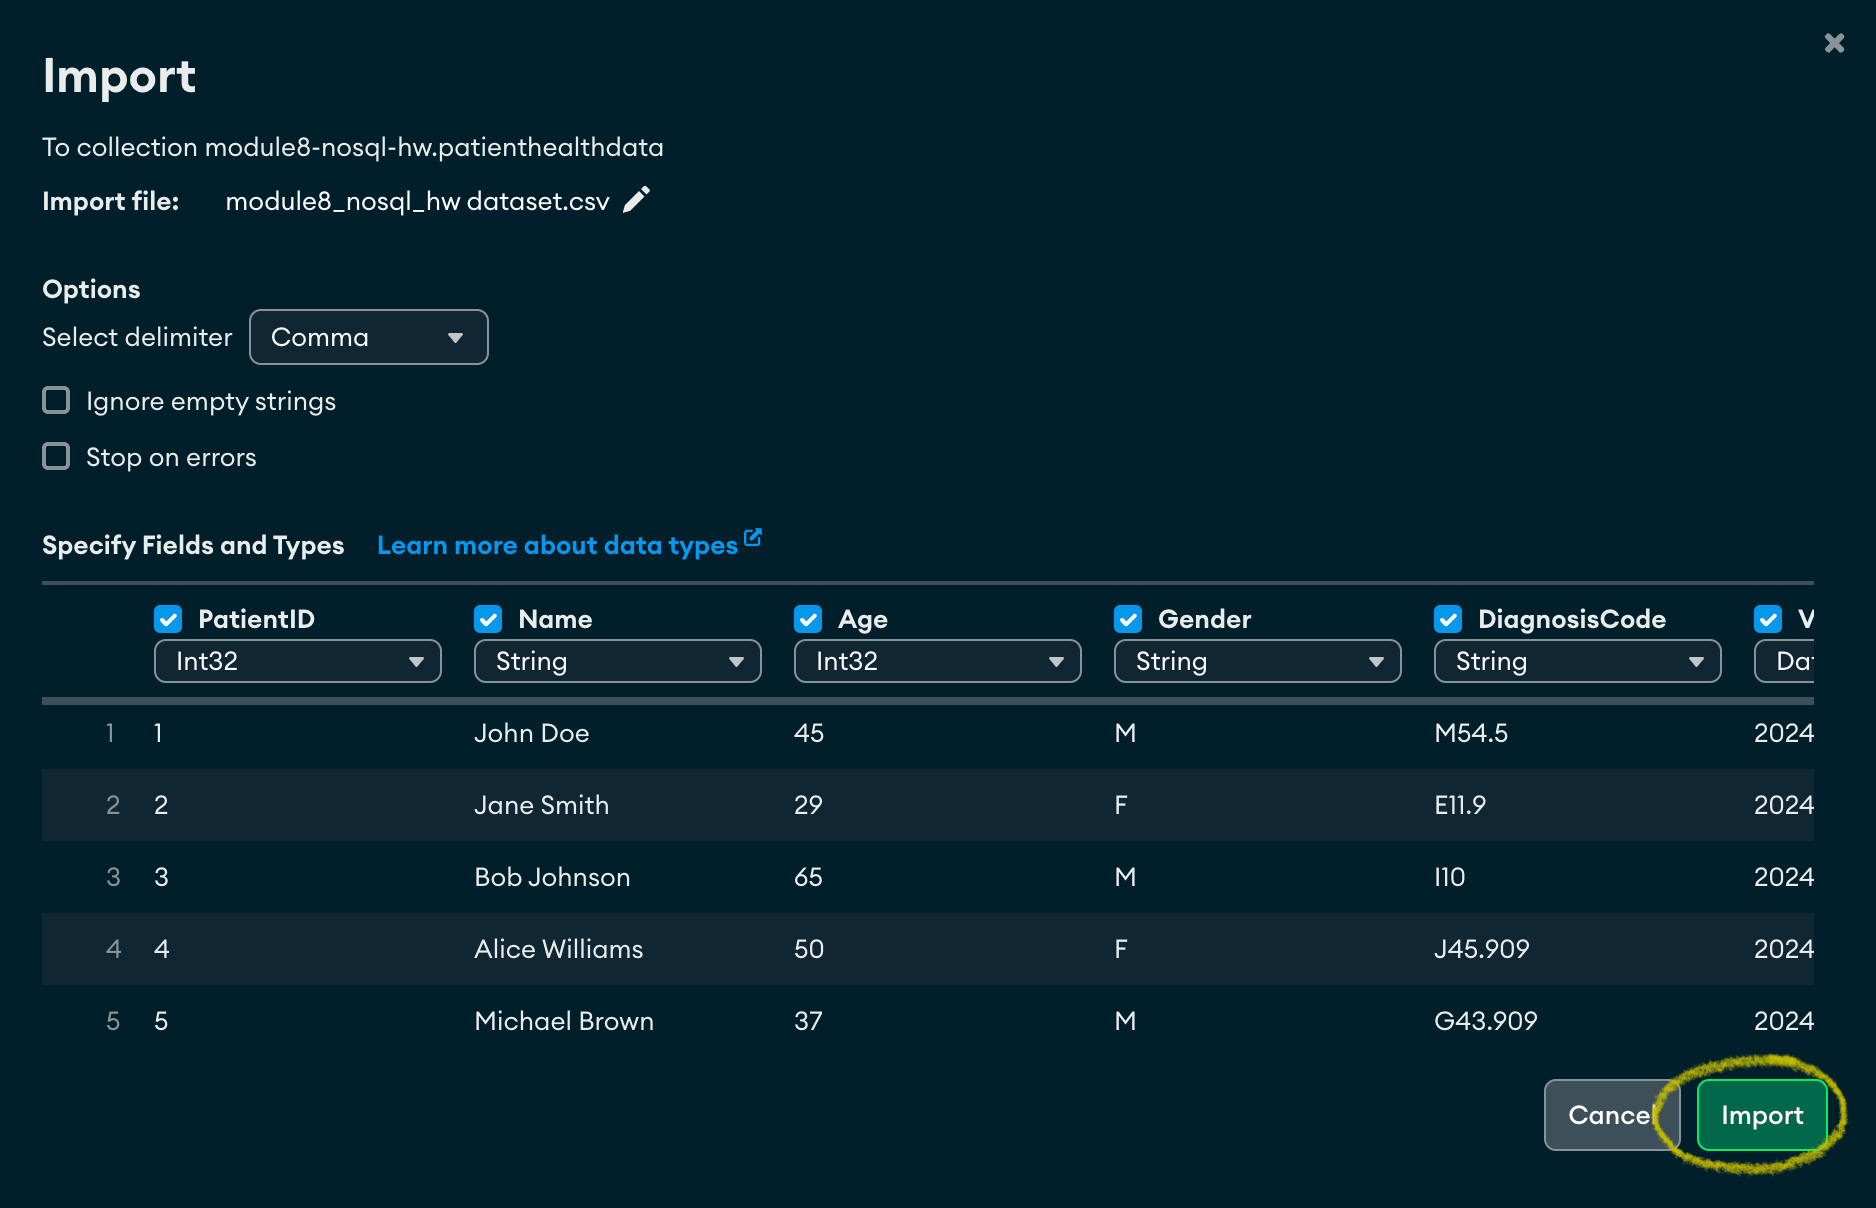 Import
To collection module8-nosql-hw.patienthealthdata
Import file: module8_nosql_hw dataset.csv
Options
Select delimiter Comma
Ignore empty strings
Stop on errors
Specify Fields and Types Learn more about data types
PatientID Name Age Gender DiagnosisCode V
Int32 String Int32 String String Dat
1 1 John Doe 45 M M54.5 2024
2 2 Jane Smith 29 F E11.9 2024
3 3 Bob Johnson 65 M I10 2024
4 4 Alice Williams 50 F J45.909 2024
5 5 Michael Brown 37 M G43.909 2024
Cancel Import